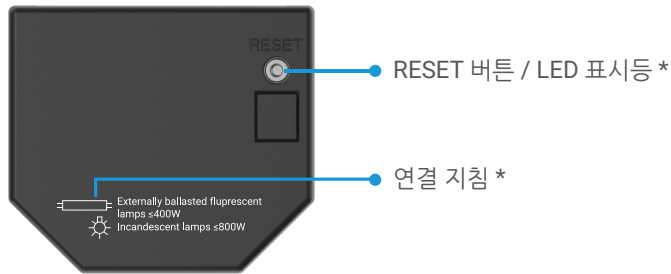 RESET
RESET 버튼 / LED 표시등 *
연결 지침 *
Externally ballasted fluprescent
lamps ≤400W
Incandescent lamps ≤800W